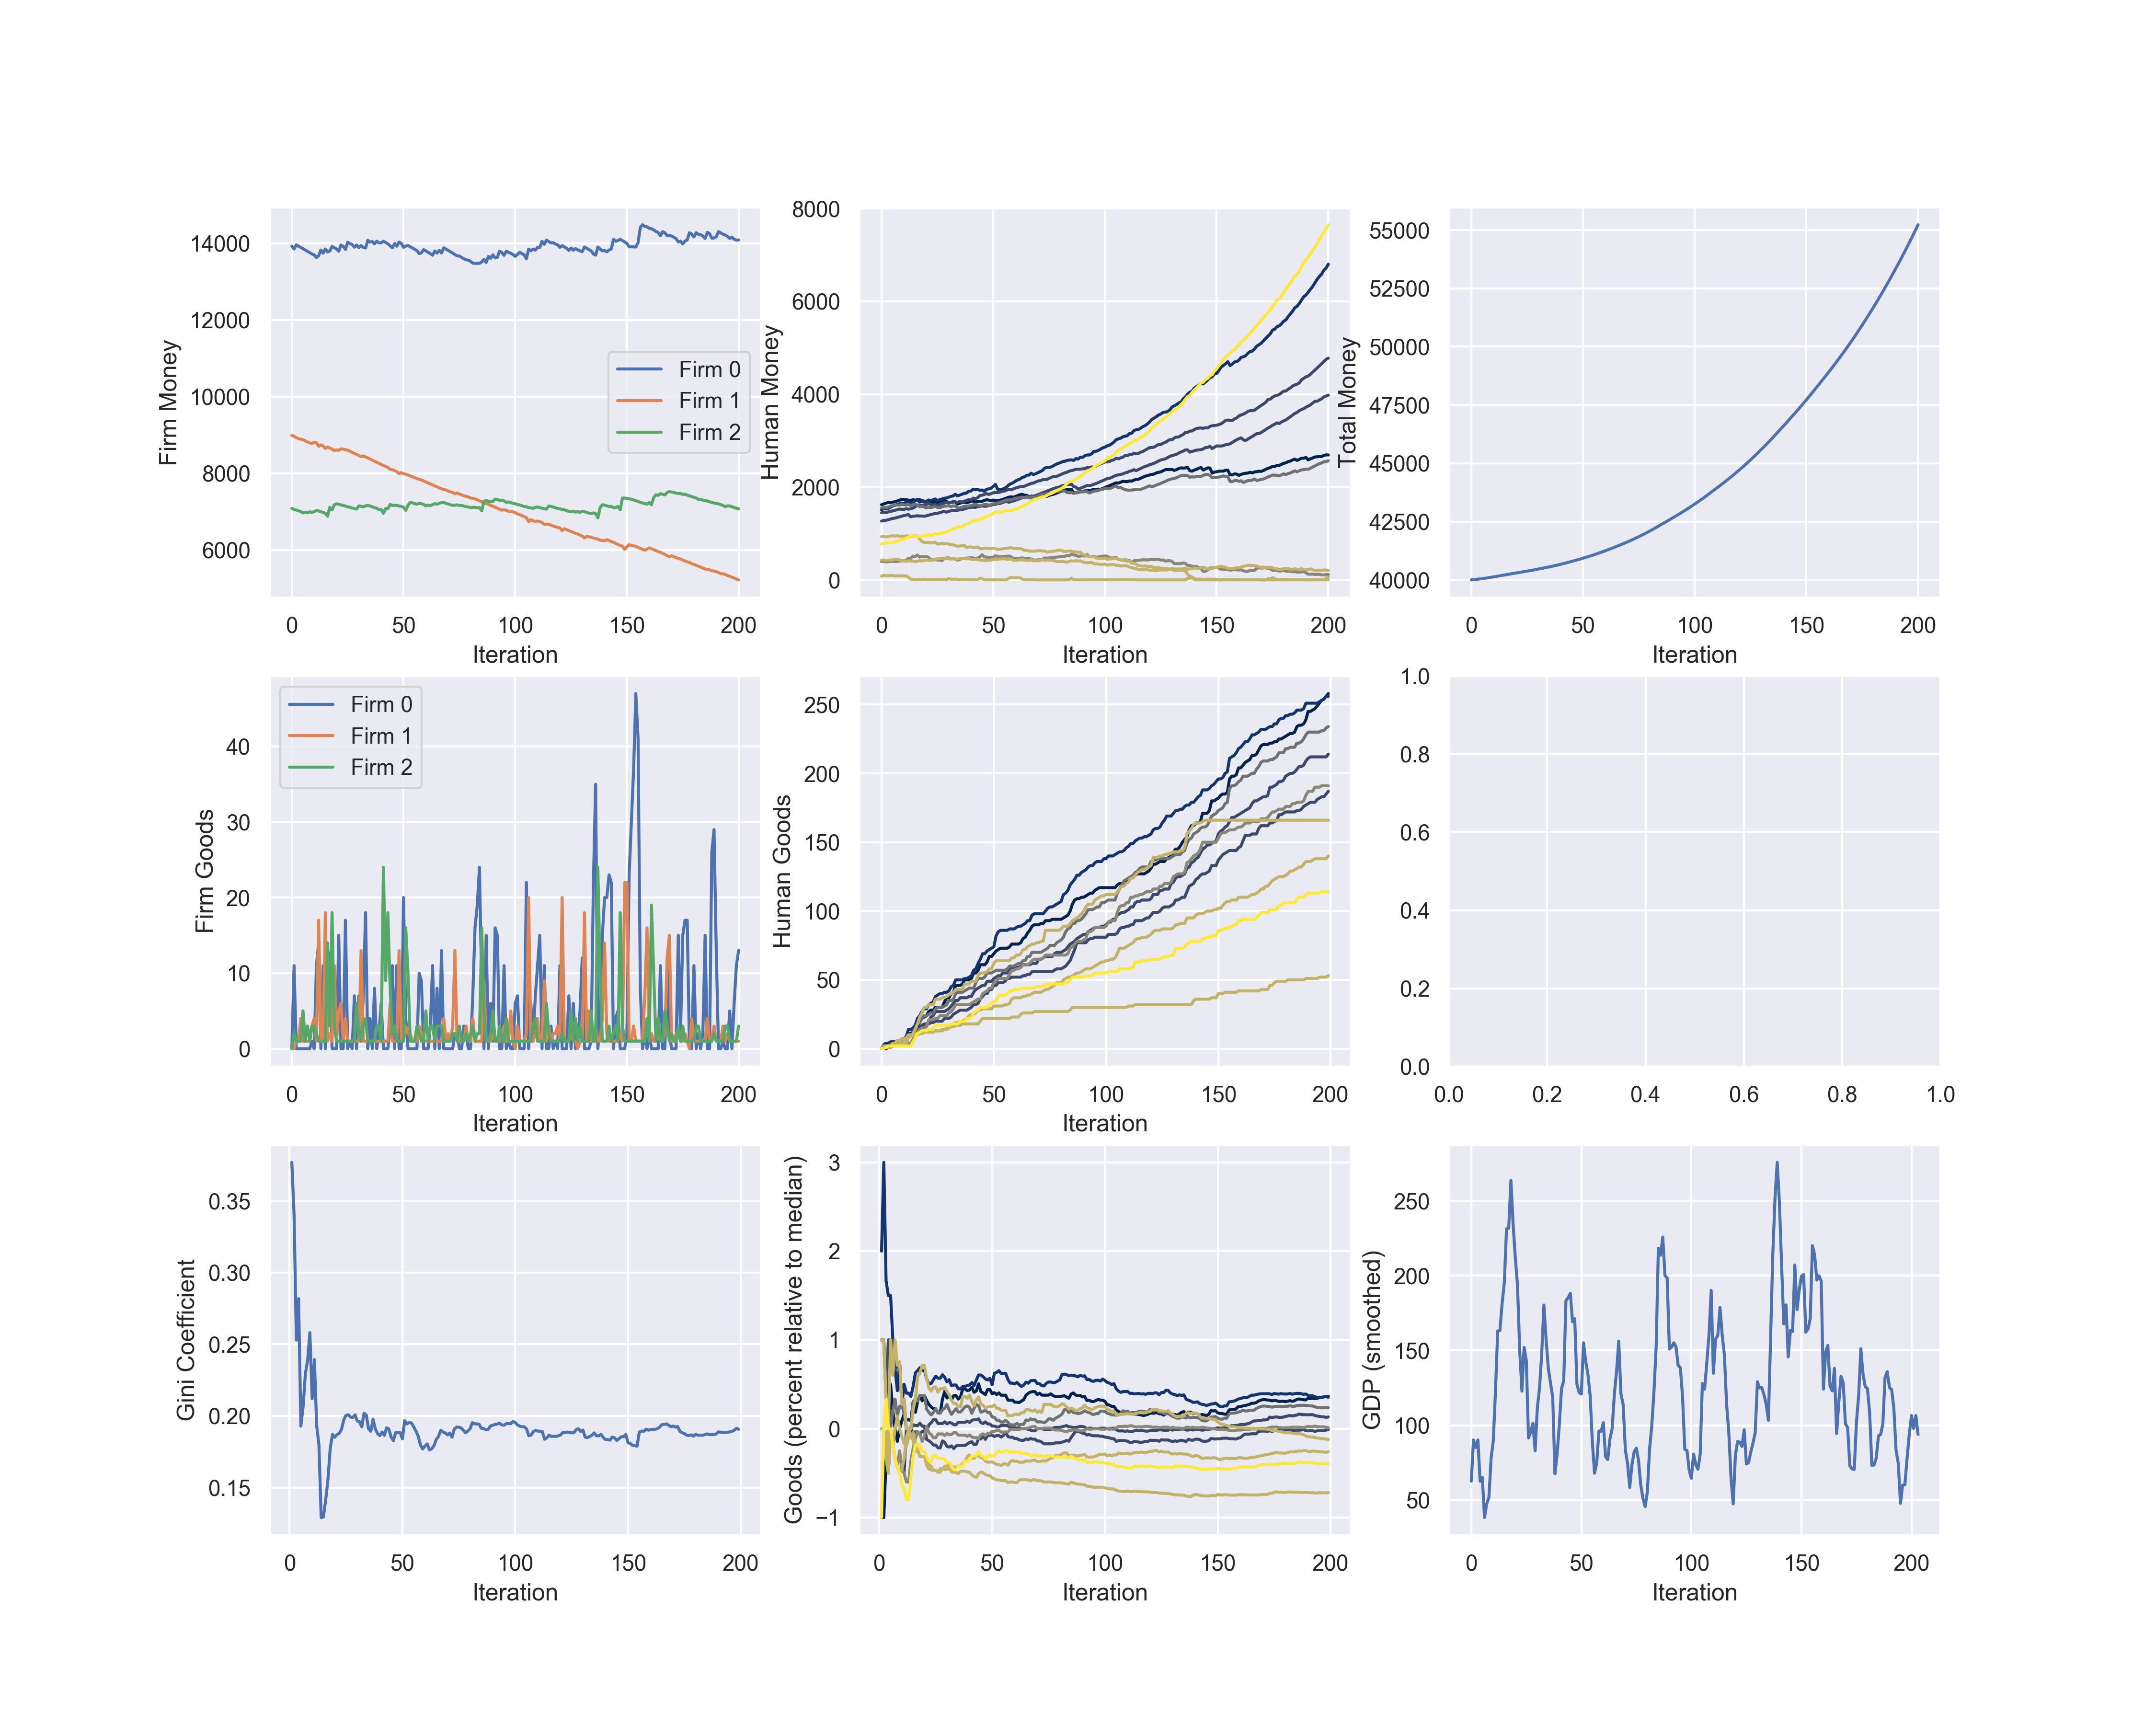 Firm Money
14000
12000
10000
8000
6000
Firm 0
Firm 1
Firm 2
0 50 100 150 200
Iteration
Human Money
8000
6000
4000
2000
0
0 50 100 150 200
Iteration
Total Money
55000
52500
50000
47500
45000
42500
40000
0 50 100 150 200
Iteration
Firm Goods
40
30
20
10
0
Firm 0
Firm 1
Firm 2
0 50 100 150 200
Iteration
Human Goods
250
200
150
100
50
0
0 50 100 150 200
Iteration
1.0
0.8
0.6
0.4
0.2
0.0
0.0 0.2 0.4 0.6 0.8 1.0
Gini Coefficient
0.35
0.30
0.25
0.20
0.15
0 50 100 150 200
Iteration
Goods (percent relative to median)
3
2
1
0
−1
0 50 100 150 200
Iteration
GDP (smoothed)
250
200
150
100
50
0 50 100 150 200
Iteration